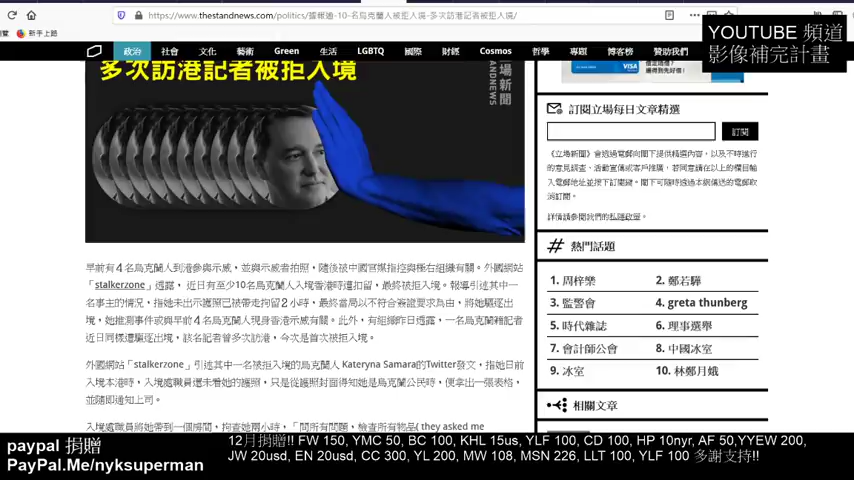 https://www.thestandnews.com/politics/據報逾-10-名烏克蘭人被拒入境-多次訪港記者被拒入境/
新手上路
YOUTUBE 頻道
影像補完計畫
政治 社會 文化 藝術 Green 生活 LGBTQ 國際 財經 Cosmos 哲學 專題 博客榜 贊助我們
多次訪港記者被拒入境
場新聞
ANDNEWS
VISA
訂閱立場每日文章精選
訂閱
《立場新聞》會透過電郵向閣下提供精選內容，以及不時進行
的意見調查、活動宣傳或客戶推廣，若同意請在以上的欄目輸
入電郵地址並按下訂閱鍵。閣下可隨時透過本網傳送的電郵取
消訂閱。
詳情請參閱我們的私隱政策。
# 熱門話題
1. 周梓樂 2. 鄭若驊
3. 監警會 4. greta thunberg
5. 時代雜誌 6. 理事選舉
7. 會計師公會 8. 中國冰室
9. 冰室 10. 林鄭月娥
相關文章
早前有 4 名烏克蘭人到港參與示威，並與示威者拍照，隨後被中國官媒指控與極右組織有關。外國網站
「stalkerzone」透露， 近日有至少10名烏克蘭人入境香港時遭扣留，最終被拒入境。報導引述其中一
名事主的情況，指她未出示護照已被帶走拘留 2 小時，最終當局以不符合簽證要求為由，將她驅逐出
境，她推測事件或與早前 4 名烏克蘭人現身香港示威有關。此外，有組織昨日透露，一名烏克蘭籍記者
近日同樣遭驅逐出境，該名記者曾多次訪港，今次是首次被拒入境。
外國網站「stalkerzone」引述其中一名被拒入境的烏克蘭人 Kateryna Samara的Twitter發文，指她日前
入境本港時，入境處職員還未看她的護照，只是從護照封面得知她是烏克蘭公民時，便拿出一張表格，
並隨即通知上司。
入境處職員將她帶到一個房間，拘查她兩小時，「問所有問題，檢查所有物品( they asked me
paypal 捐贈
PayPal.Me/nyksuperman
12月捐贈!! FW 150, YMC 50, BC 100, KHL 15us, YLF 100, CD 100, HP 10nyr, AF 50,YYEW 200,
JW 20usd, EN 20usd, CC 300, YL 200, MW 108, MSN 226, LLT 100, YLF 100 多謝支持!!